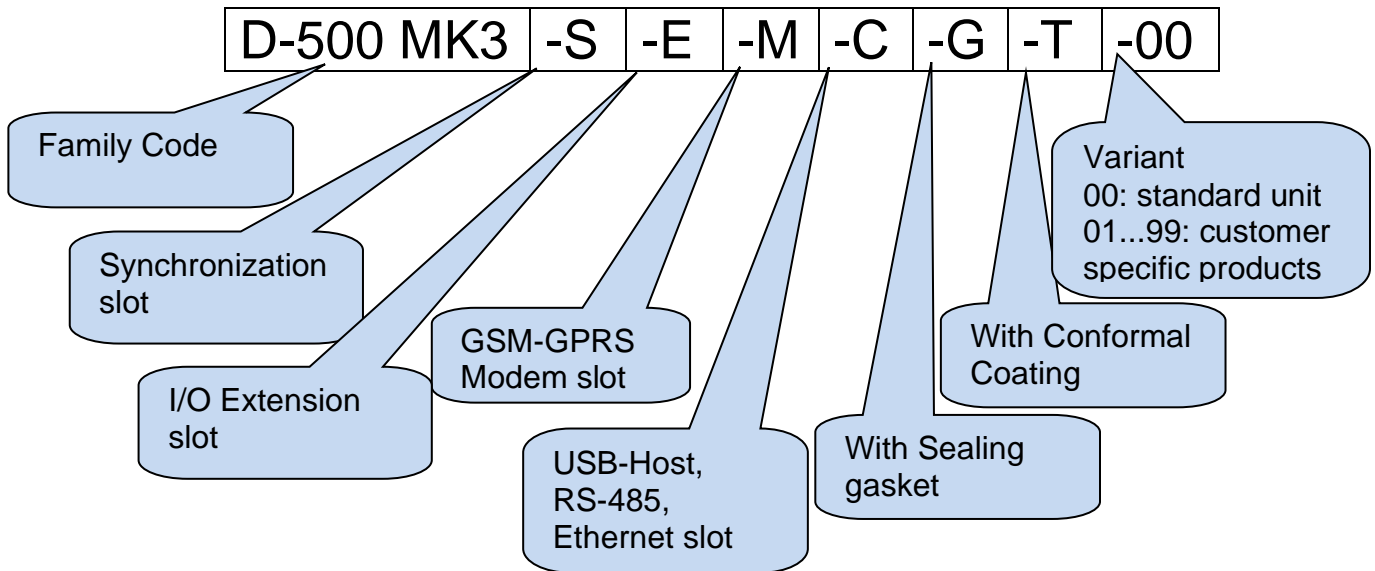 D-500 MK3 -S -E -M -C -G -T -00
Family Code
Synchronization
slot
I/O Extension
slot
GSM-GPRS
Modem slot
USB-Host,
RS-485,
Ethernet slot
With Sealing
gasket
With Conformal
Coating
Variant
00: standard unit
01...99: customer
specific products